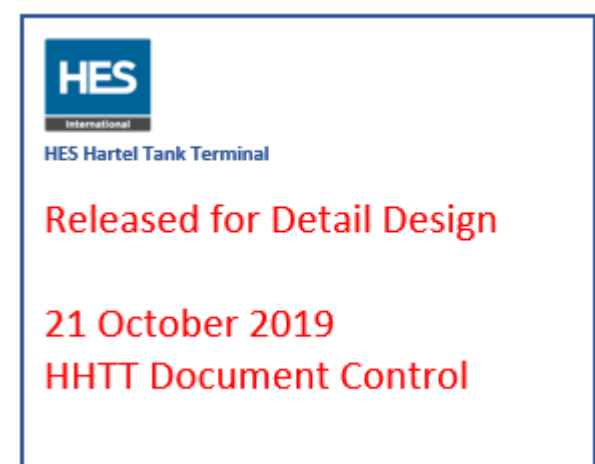 HES
International
HES Hartel Tank Terminal
Released for Detail Design
21 October 2019
HHTT Document Control